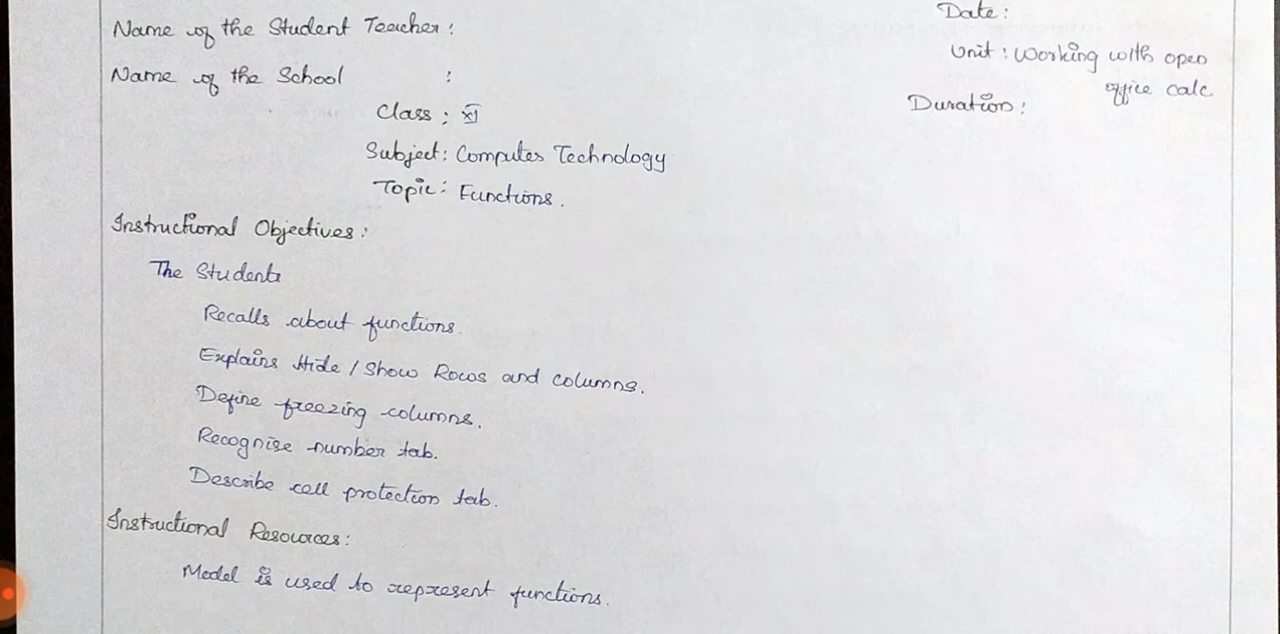 Name of the Student Teacher :
Date :
Name of the School :
Unit : Working with open
office calc
Class : XI
Duration :
Subject : Computer Technology
Topic : Functions.
Instructional Objectives :
The Students
Recalls about functions.
Explains Hide / Show Rows and columns.
Define freezing columns.
Recognise number tab.
Describe cell protection tab.
Instructional Resources :
Model is used to represent functions.